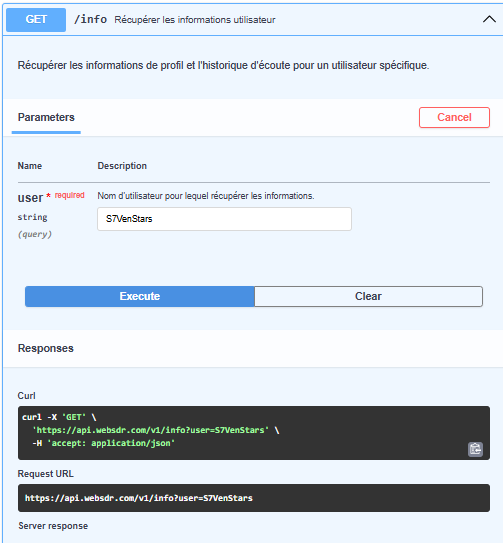 GET /info Récupérer les informations utilisateur
Récupérer les informations de profil et l'historique d'écoute pour un utilisateur spécifique.
Parameters Cancel
Name Description
user * required Nom d'utilisateur pour lequel récupérer les informations.
string S7VenStars
(query)
Execute Clear
Responses
Curl
curl -X 'GET' \
'https://api.websdr.com/v1/info?user=S7VenStars' \
-H 'accept: application/json'
Request URL
https://api.websdr.com/v1/info?user=S7VenStars
Server response